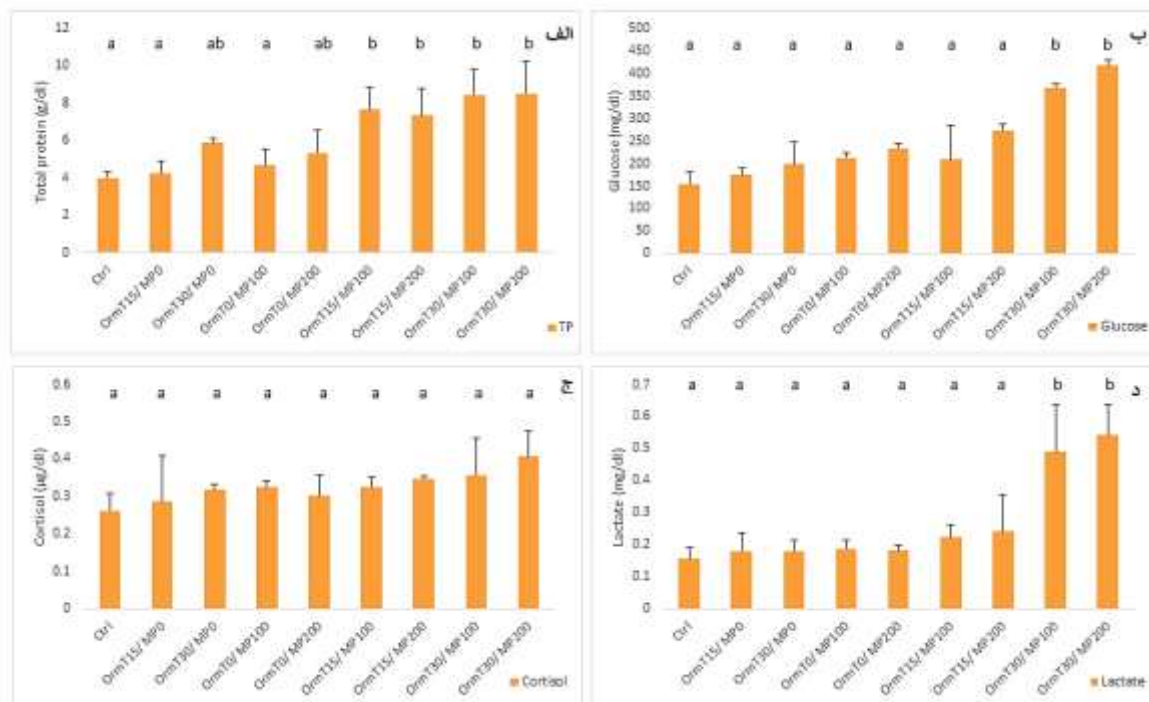 12
10
8
6
4
2
0
Total protein (g/dl)
a a ab a ab b b b b
الف
Ctrl
OrmT15/ MP0
OrmT30/ MP0
OrmT0/ MP100
OrmT0/ MP200
OrmT15/ MP100
OrmT15/ MP200
OrmT30/ MP100
OrmT30/ MP200
TP
500
450
400
350
300
250
200
150
100
50
0
Glucose (mg/dl)
a a a a a a a b b
ب
Ctrl
OrmT15/ MP0
OrmT30/ MP0
OrmT0/ MP100
OrmT0/ MP200
OrmT15/ MP100
OrmT15/ MP200
OrmT30/ MP100
OrmT30/ MP200
Glucose
0.6
0.5
0.4
0.3
0.2
0.1
0
Cortisol (µg/dl)
a a a a a a a a a
ج
Ctrl
OrmT15/ MP0
OrmT30/ MP0
OrmT0/ MP100
OrmT0/ MP200
OrmT15/ MP100
OrmT15/ MP200
OrmT30/ MP100
OrmT30/ MP200
Cortisol
0.7
0.6
0.5
0.4
0.3
0.2
0.1
0
Lactate (mg/dl)
a a a a a a a b b
د
Ctrl
OrmT15/ MP0
OrmT30/ MP0
OrmT0/ MP100
OrmT0/ MP200
OrmT15/ MP100
OrmT15/ MP200
OrmT30/ MP100
OrmT30/ MP200
Lactate